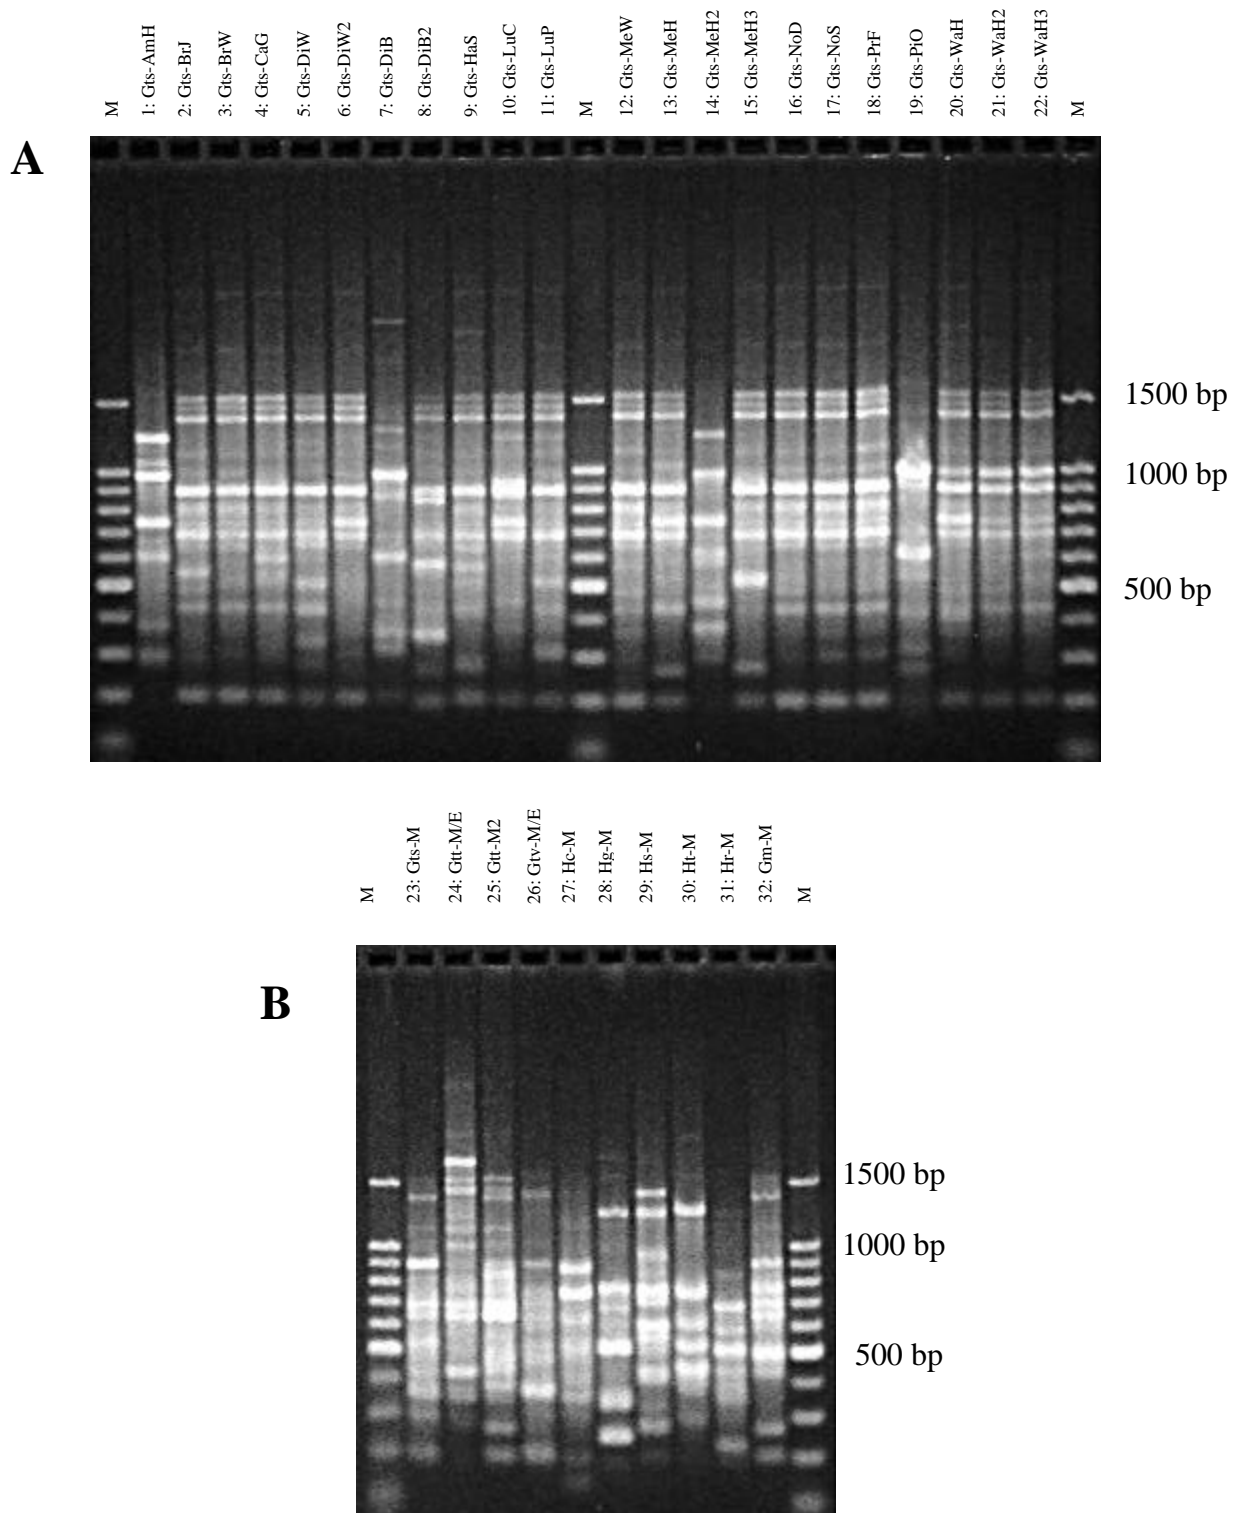 M
1: Gts-AmH
2: Gts-BrJ
3: Gts-BrW
4: Gts-CaG
5: Gts-DiW
6: Gts-DiW2
7: Gts-DiB
8: Gts-DiB2
9: Gts-HaS
10: Gts-LuC
11: Gts-LuP
M
12: Gts-MeW
13: Gts-MeH
14: Gts-MeH2
15: Gts-MeH3
16: Gts-NoD
17: Gts-NoS
18: Gts-PrF
19: Gts-PiO
20: Gts-WaH
21: Gts-WaH2
22: Gts-WaH3
M
A
1500 bp
1000 bp
500 bp
M
23: Gts-M
24: Gtt-M/E
25: Gtt-M2
26: Gtv-M/E
27: Hc-M
28: Hg-M
29: Hs-M
30: Ht-M
31: Hr-M
32: Gm-M
M
B
1500 bp
1000 bp
500 bp